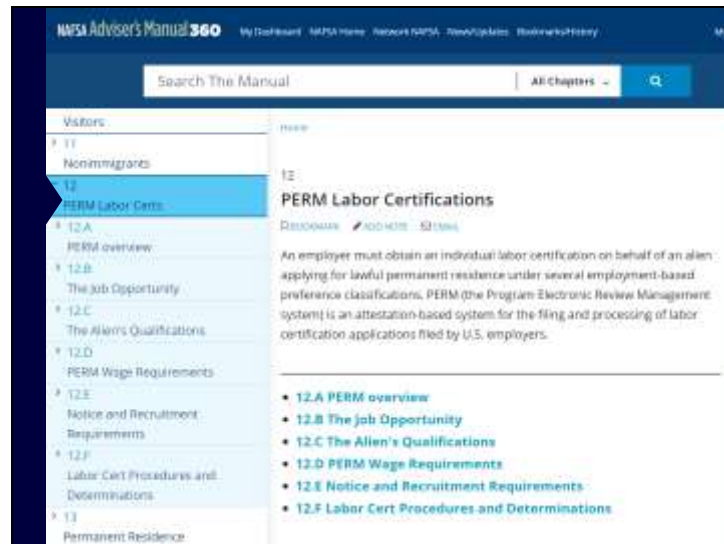 NAFSA Adviser's Manual 360 My Dashboard NAFSA Home Network NAFSA News/Updates Bookmarks/History
Search The Manual All Chapters
Visitors
Home
11
Nonimmigrants
12
PERM Labor Certs
12.A
PERM overview
12.B
The Job Opportunity
12.C
The Alien's Qualifications
12.D
PERM Wage Requirements
12.E
Notice and Recruitment
Requirements
12.F
Labor Cert Procedures and
Determinations
13
Permanent Residence
12
PERM Labor Certifications
BOOKMARK ADD NOTE EMAIL
An employer must obtain an individual labor certification on behalf of an alien
applying for lawful permanent residence under several employment-based
preference classifications. PERM (the Program Electronic Review Management
system) is an attestation-based system for the filing and processing of labor
certification applications filed by U.S. employers.
• 12.A PERM overview
• 12.B The Job Opportunity
• 12.C The Alien's Qualifications
• 12.D PERM Wage Requirements
• 12.E Notice and Recruitment Requirements
• 12.F Labor Cert Procedures and Determinations